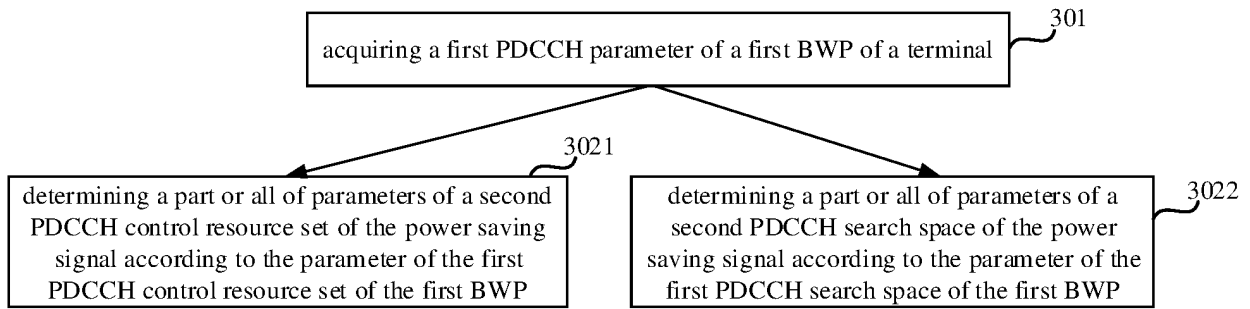 301
acquiring a first PDCCH parameter of a first BWP of a terminal
3021
determining a part or all of parameters of a second
PDCCH control resource set of the power saving
signal according to the parameter of the first
PDCCH control resource set of the first BWP
3022
determining a part or all of parameters of a
second PDCCH search space of the power
saving signal according to the parameter of the
first PDCCH search space of the first BWP